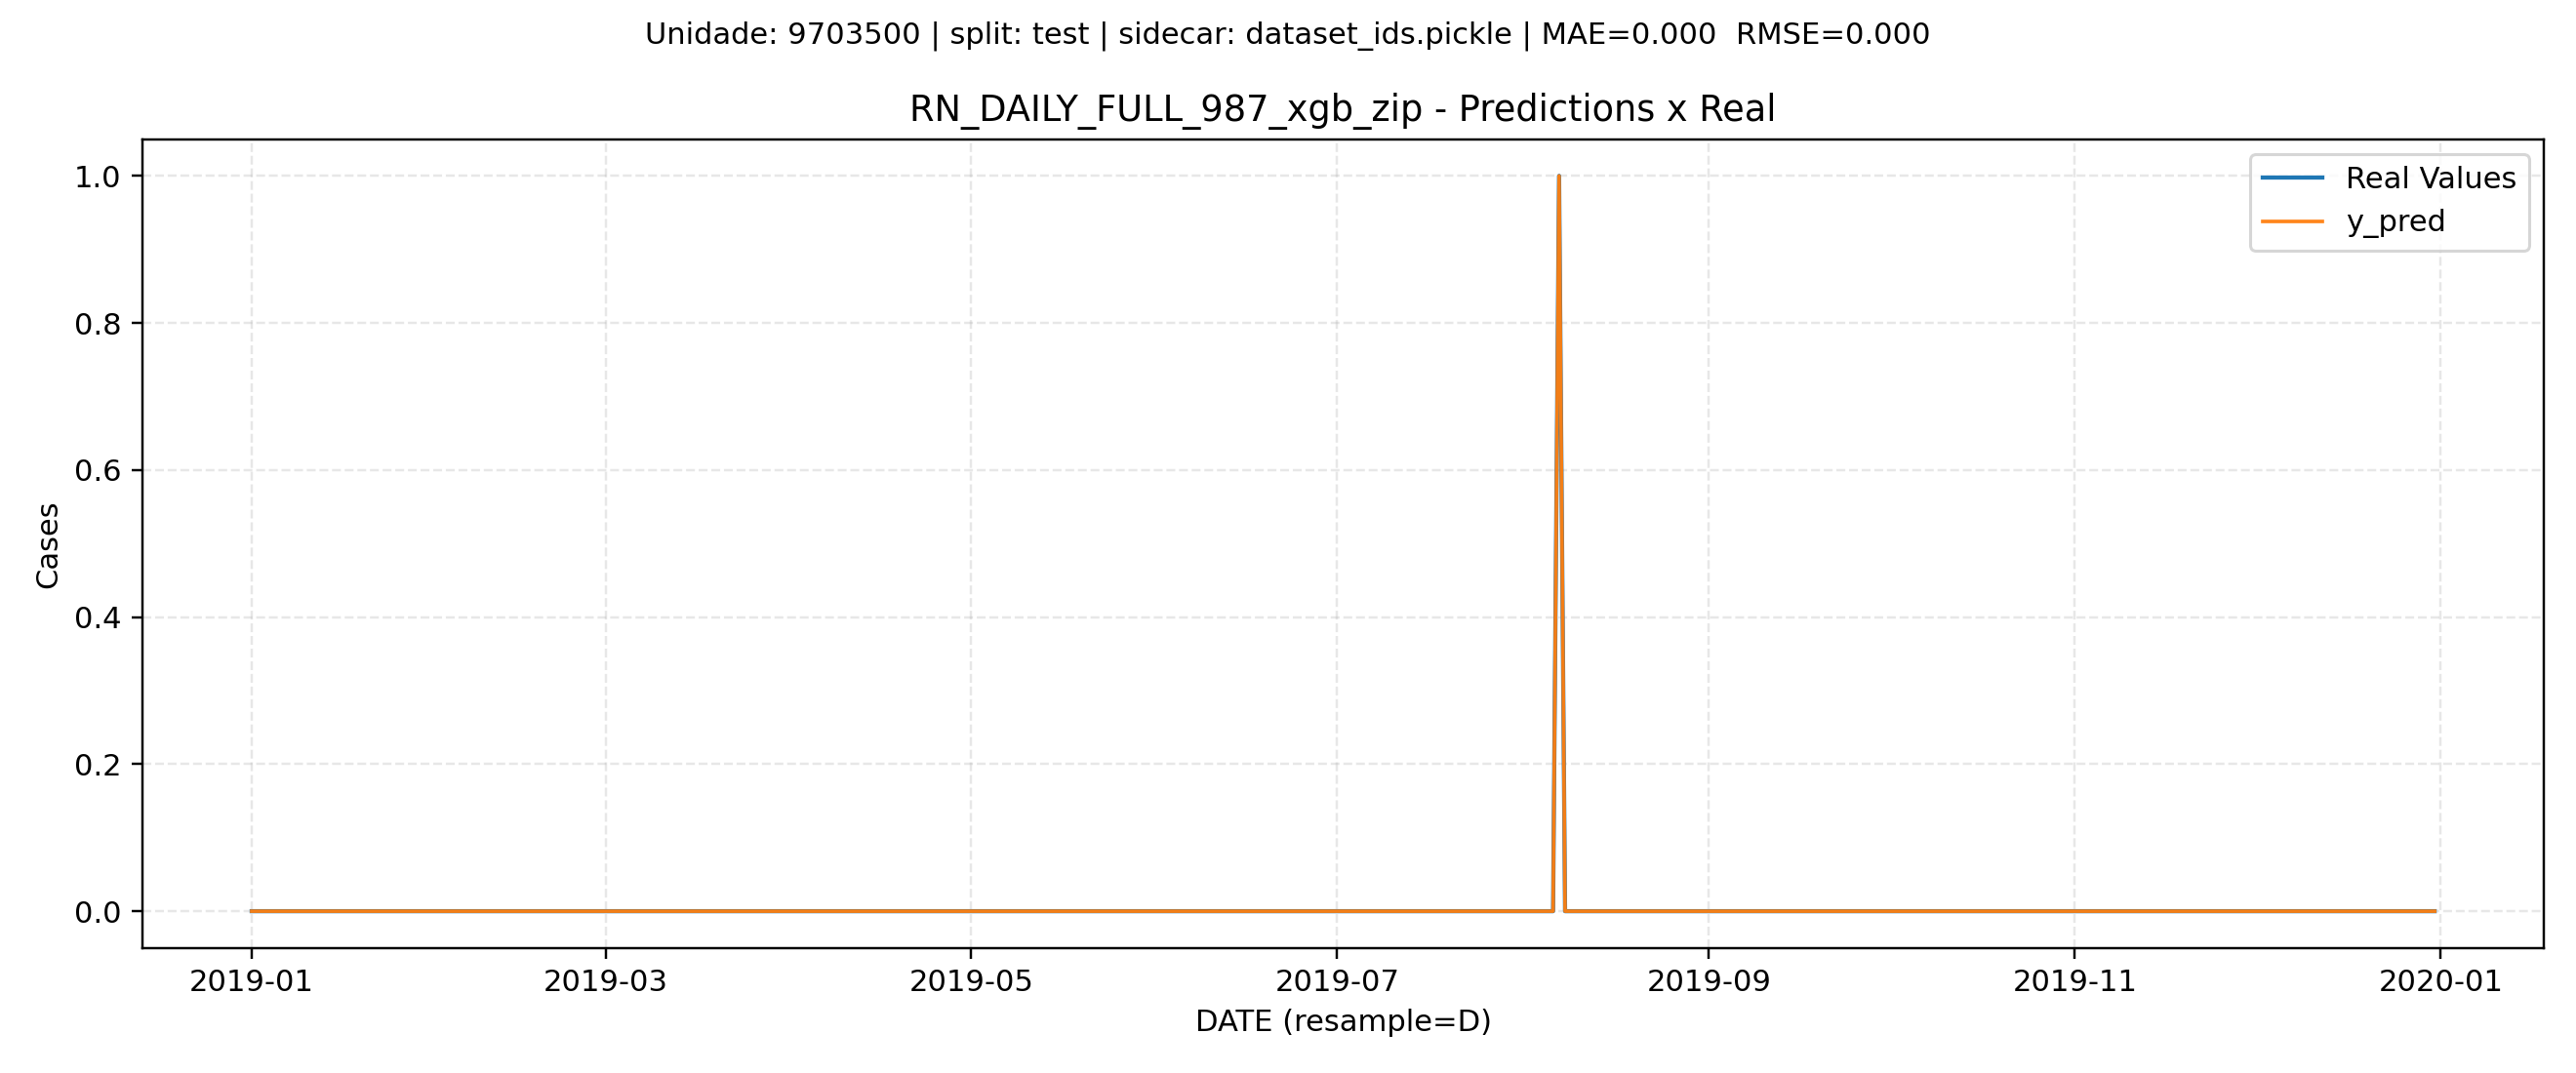 Unidade: 9703500 | split: test | sidecar: dataset_ids.pickle | MAE=0.000  RMSE=0.000
RN_DAILY_FULL_987_xgb_zip - Predictions x Real
Real Values
y_pred
1.0
0.8
0.6
0.4
0.2
0.0
Cases
2019-01 2019-03 2019-05 2019-07 2019-09 2019-11 2020-01
DATE (resample=D)